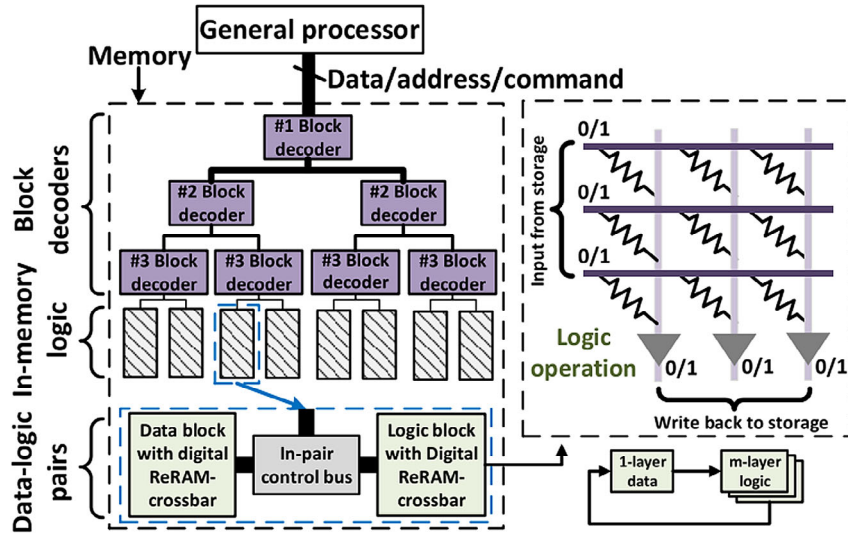 General processor
Memory
Data/address/command
Block
decoders
#1 Block
decoder
#2 Block
decoder
#2 Block
decoder
#3 Block
decoder
#3 Block
decoder
#3 Block
decoder
#3 Block
decoder
In-memory
logic
Data-logic
pairs
Data block
with digital
ReRAM-
crossbar
In-pair
control bus
Logic block
with Digital
ReRAM-
crossbar
Input from storage
0/1
0/1
0/1
Logic
operation
0/1
0/1
0/1
Write back to storage
1-layer
data
m-layer
logic